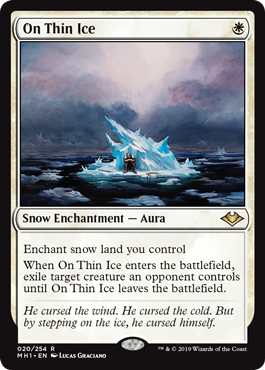 On Thin Ice
Snow Enchantment — Aura
Enchant snow land you control
When On Thin Ice enters the battlefield,
exile target creature an opponent controls
until On Thin Ice leaves the battlefield.
He cursed the wind. He cursed the cold. But
by stepping on the ice, he cursed himself.
020/254 R
MH1 • EN Lucas Graciano
™ & © 2019 Wizards of the Coast